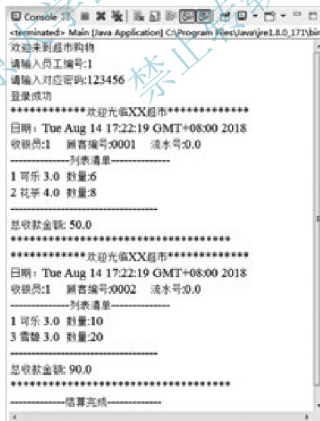 Console
<terminated> Main [Java Application] C:\Program Files\Java\jre1.8.0_171\bin
欢迎来到超市购物
请输入员工编号:1
请输入对应密码:123456
登录成功
************欢迎光临XX超市************
日期：Tue Aug 14 17:22:19 GMT+08:00 2018
收银员:1 顾客编号:0001 流水号:0.0
--------------列表清单--------------
1 可乐 3.0 数量:6
2 花茶 4.0 数量:8
------------------------------------
总收款金额: 50.0
************************************
************欢迎光临XX超市************
日期：Tue Aug 14 17:22:19 GMT+08:00 2018
收银员:1 顾客编号:0002 流水号:0.0
--------------列表清单--------------
1 可乐 3.0 数量:10
3 雪碧 3.0 数量:20
------------------------------------
总收款金额: 90.0
************************************
-------------结算完成-------------